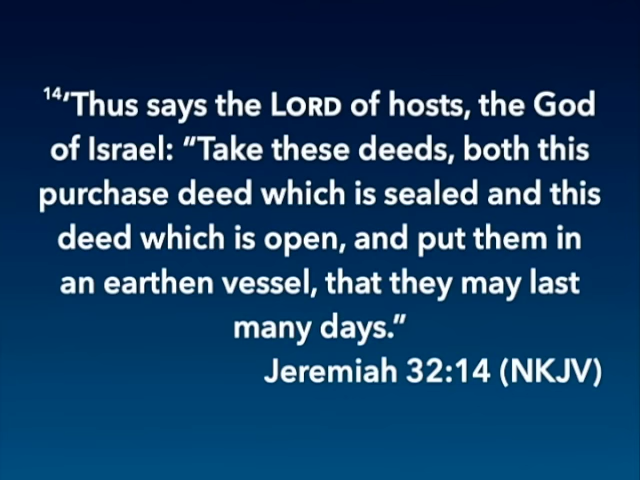 ¹⁴‘Thus says the LORD of hosts, the God
of Israel: “Take these deeds, both this
purchase deed which is sealed and this
deed which is open, and put them in
an earthen vessel, that they may last
many days.”
Jeremiah 32:14 (NKJV)